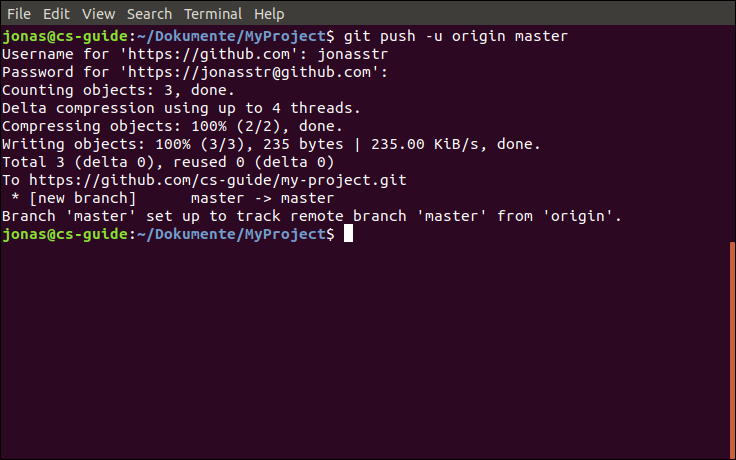 File Edit View Search Terminal Help
jonas@cs-guide:~/Dokumente/MyProject$ git push -u origin master
Username for 'https://github.com': jonasstr
Password for 'https://jonasstr@github.com':
Counting objects: 3, done.
Delta compression using up to 4 threads.
Compressing objects: 100% (2/2), done.
Writing objects: 100% (3/3), 235 bytes | 235.00 KiB/s, done.
Total 3 (delta 0), reused 0 (delta 0)
To https://github.com/cs-guide/my-project.git
 * [new branch]      master -> master
Branch 'master' set up to track remote branch 'master' from 'origin'.
jonas@cs-guide:~/Dokumente/MyProject$